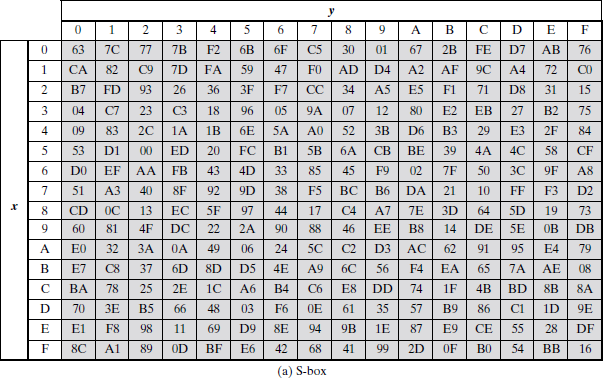 y
0 1 2 3 4 5 6 7 8 9 A B C D E F
0 63 7C 77 7B F2 6B 6F C5 30 01 67 2B FE D7 AB 76
1 CA 82 C9 7D FA 59 47 F0 AD D4 A2 AF 9C A4 72 C0
2 B7 FD 93 26 36 3F F7 CC 34 A5 E5 F1 71 D8 31 15
3 04 C7 23 C3 18 96 05 9A 07 12 80 E2 EB 27 B2 75
4 09 83 2C 1A 1B 6E 5A A0 52 3B D6 B3 29 E3 2F 84
5 53 D1 00 ED 20 FC B1 5B 6A CB BE 39 4A 4C 58 CF
6 D0 EF AA FB 43 4D 33 85 45 F9 02 7F 50 3C 9F A8
x 7 51 A3 40 8F 92 9D 38 F5 BC B6 DA 21 10 FF F3 D2
8 CD 0C 13 EC 5F 97 44 17 C4 A7 7E 3D 64 5D 19 73
9 60 81 4F DC 22 2A 90 88 46 EE B8 14 DE 5E 0B DB
A E0 32 3A 0A 49 06 24 5C C2 D3 AC 62 91 95 E4 79
B E7 C8 37 6D 8D D5 4E A9 6C 56 F4 EA 65 7A AE 08
C BA 78 25 2E 1C A6 B4 C6 E8 DD 74 1F 4B BD 8B 8A
D 70 3E B5 66 48 03 F6 0E 61 35 57 B9 86 C1 1D 9E
E E1 F8 98 11 69 D9 8E 94 9B 1E 87 E9 CE 55 28 DF
F 8C A1 89 0D BF E6 42 68 41 99 2D 0F B0 54 BB 16
(a) S-box